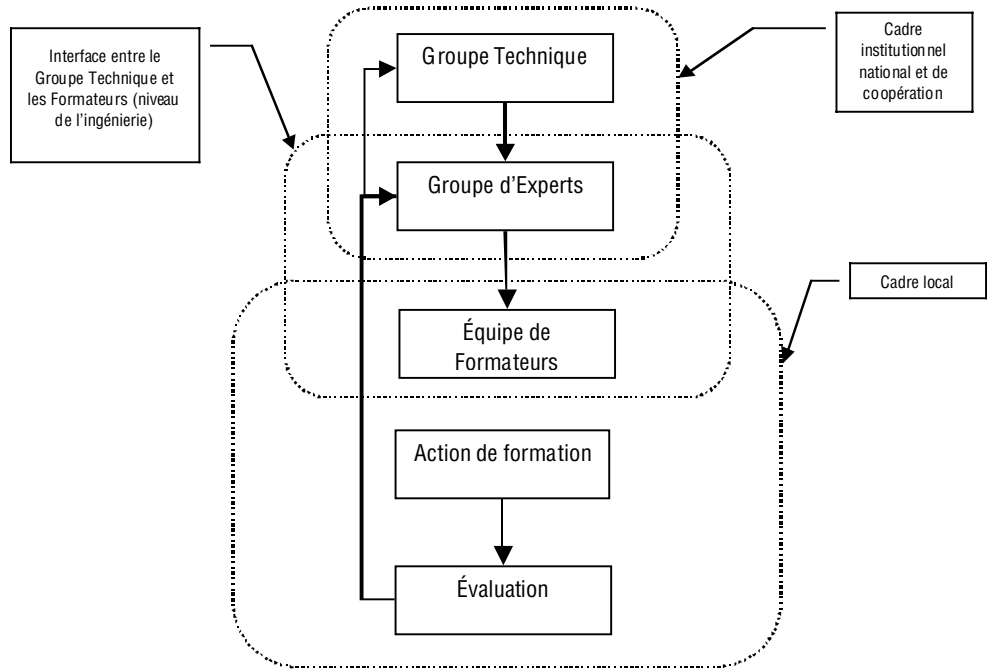 Interface entre le
Groupe Technique et
les Formateurs (niveau
de l'ingénierie)
Groupe Technique
Cadre
institutionnel
national et de
coopération
Groupe d'Experts
Cadre local
Équipe de
Formateurs
Action de formation
Évaluation